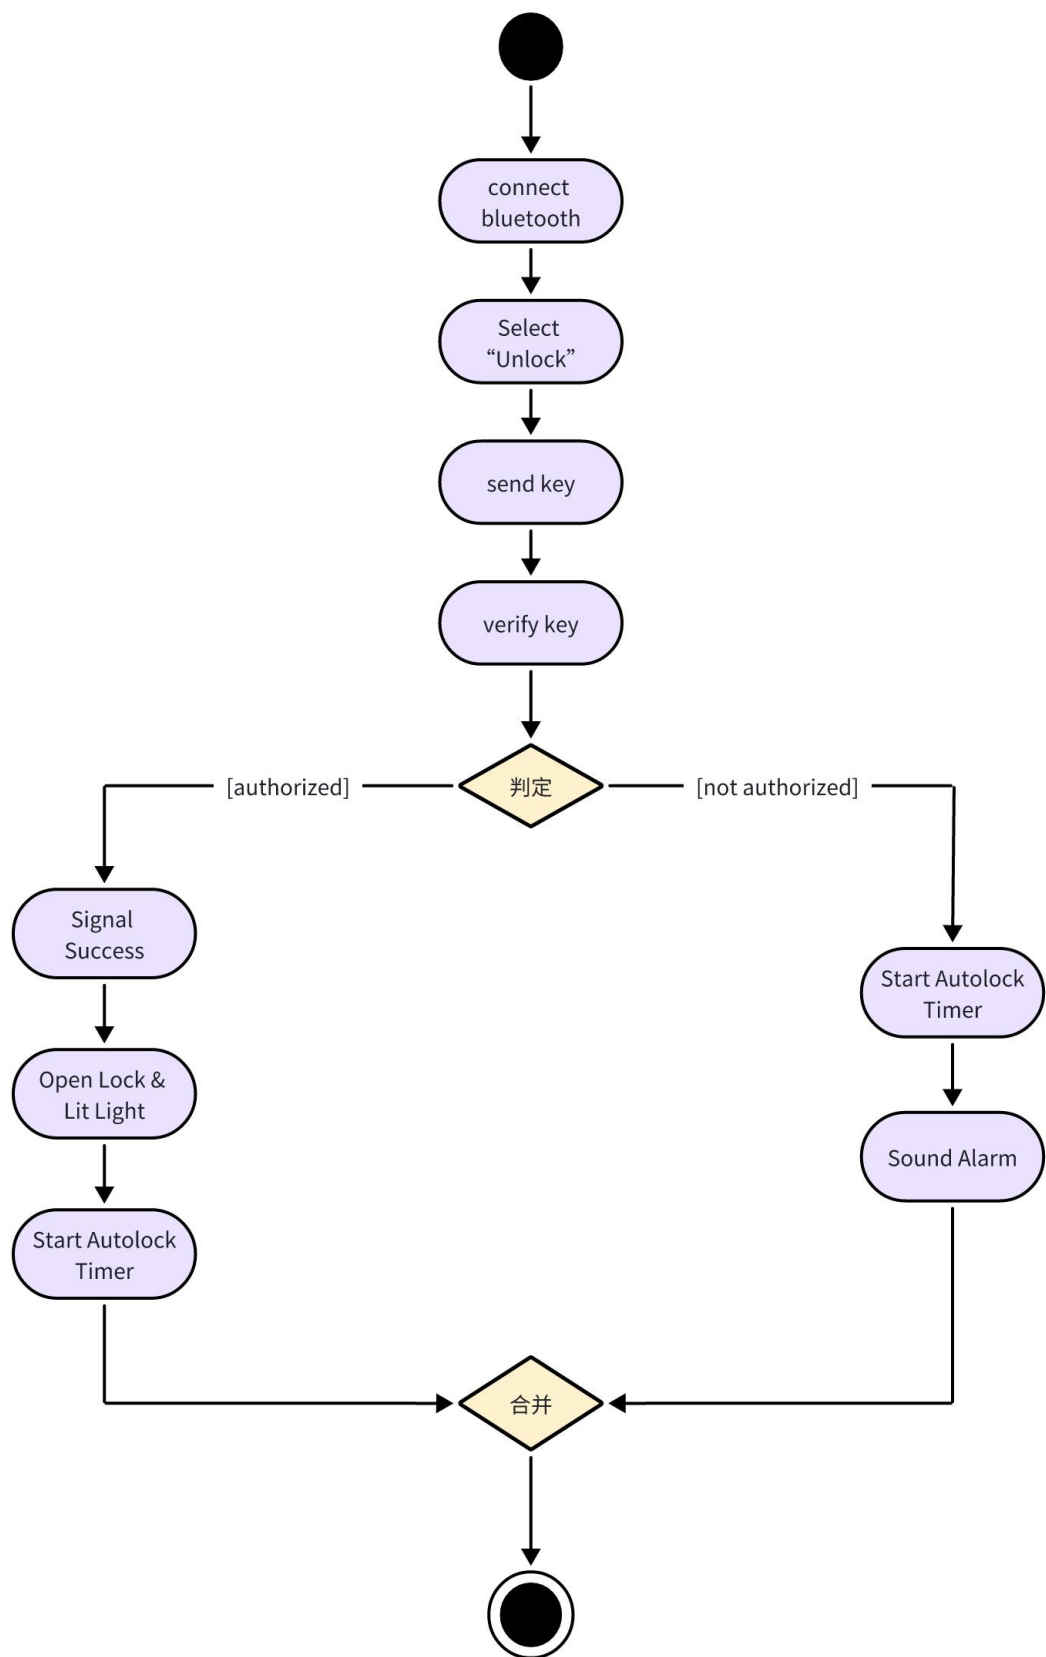 connect
bluetooth
Select
“Unlock”
send key
verify key
[authorized]
判定
[not authorized]
Signal
Success
Start Autolock
Timer
Open Lock &
Lit Light
Sound Alarm
Start Autolock
Timer
合并